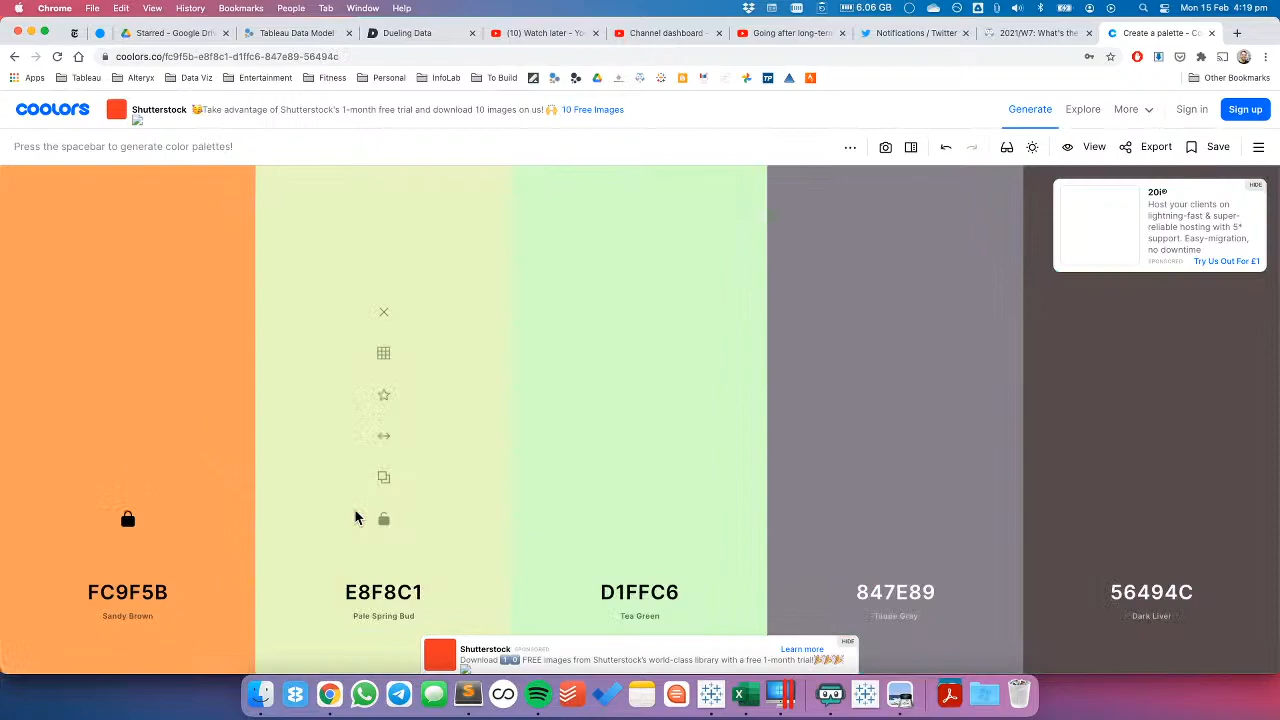 Chrome File Edit View History Bookmarks People Tab Window Help 6.00 GB Mon 15 Feb 4:19 pm
Starred - Google Driv Tableau Data Model Dueling Data (10) Watch later - Yo Channel dashboard - Going after long-term Notifications / Twitter 2021/W7: What's the Create a palette - Co
coolors.co/fc9f5b-e8f8c1-d1ffc6-847e89-56494c
Apps Tableau Alteryx Data Viz Entertainment Fitness Personal InfoLab To Build Other Bookmarks
coolors Shutterstock 🥳Take advantage of Shutterstock's 1-month free trial and download 10 images on us! 🙌 10 Free Images Generate Explore More Sign in Sign up
Press the spacebar to generate color palettes! View Export Save
HIDE
20i®
Host your clients on
lightning-fast & super-
reliable hosting with 5*
support. Easy-migration,
no downtime
SPONSORED Try Us Out For £1
FC9F5B E8F8C1 D1FFC6 847E89 56494C
Sandy Brown Pale Spring Bud Tea Green Taupe Gray Dark Liver
HIDE
Shutterstock SPONSORED Learn more
Download 1️⃣0️⃣ FREE images from Shutterstock's world-class library with a free 1-month trial!🎉🎉🎉